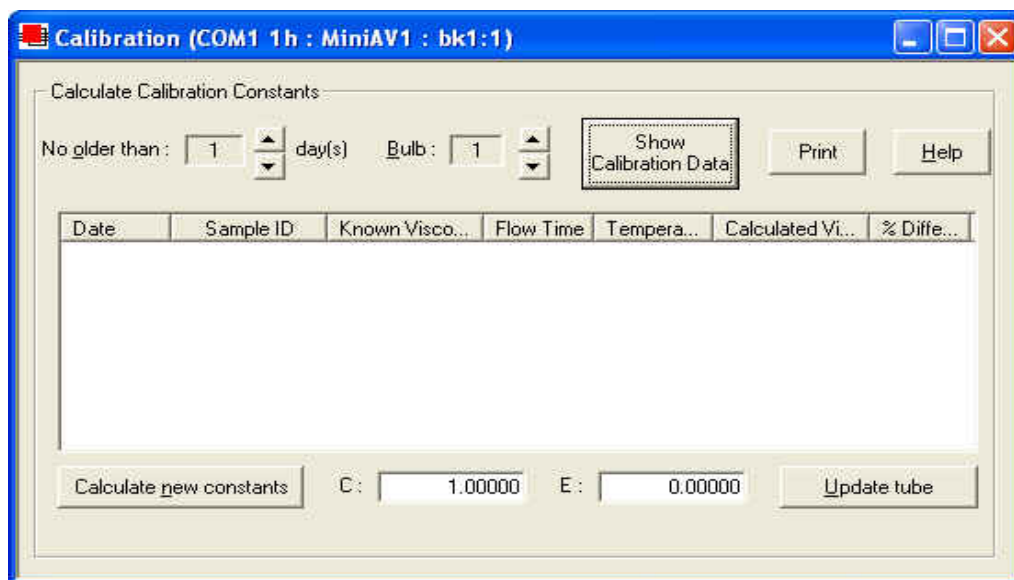 Calibration (COM1 1h : MiniAV1 : bk1:1)
Calculate Calibration Constants
No older than : 1 day(s) Bulb : 1 Show Calibration Data Print Help
Date Sample ID Known Visco... Flow Time Tempera... Calculated Vi... % Diffe...
Calculate new constants C : 1.00000 E : 0.00000 Update tube